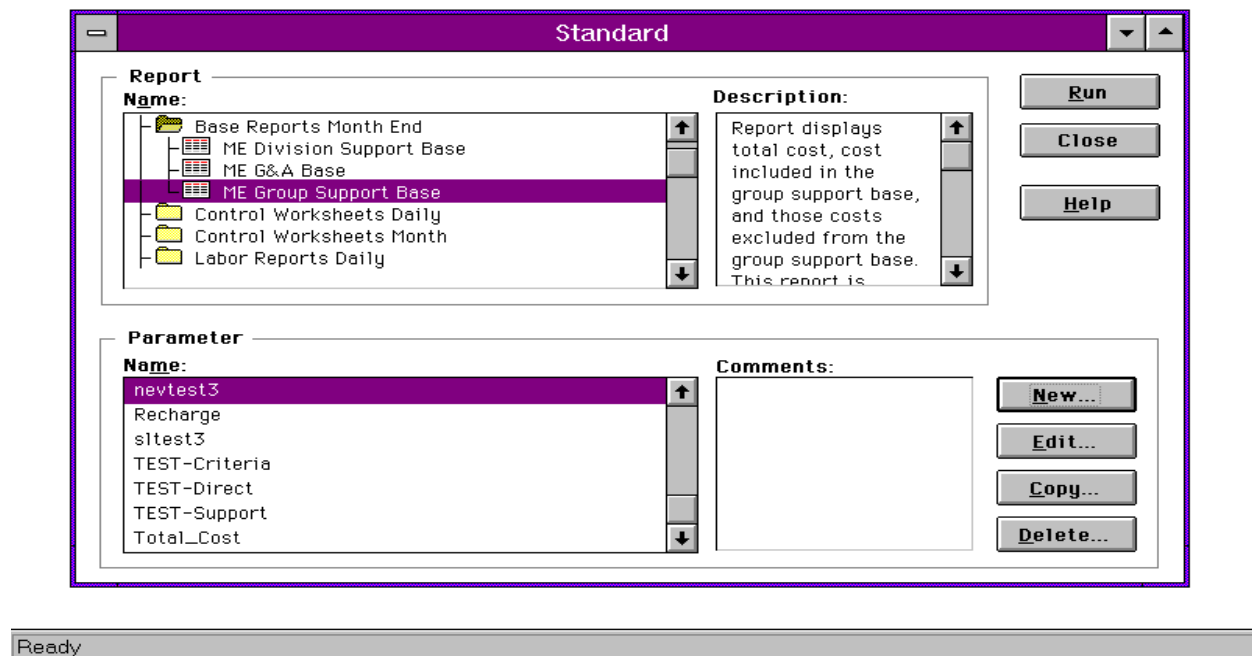 Standard
Report
Name:
Base Reports Month End
ME Division Support Base
ME G&A Base
ME Group Support Base
Control Worksheets Daily
Control Worksheets Month
Labor Reports Daily
Description:
Report displays
total cost, cost
included in the
group support base,
and those costs
excluded from the
group support base.
This report is
Run
Close
Help
Parameter
Name:
nevtest3
Recharge
sltest3
TEST-Criteria
TEST-Direct
TEST-Support
Total_Cost
Comments:
New...
Edit...
Copy...
Delete...
Ready